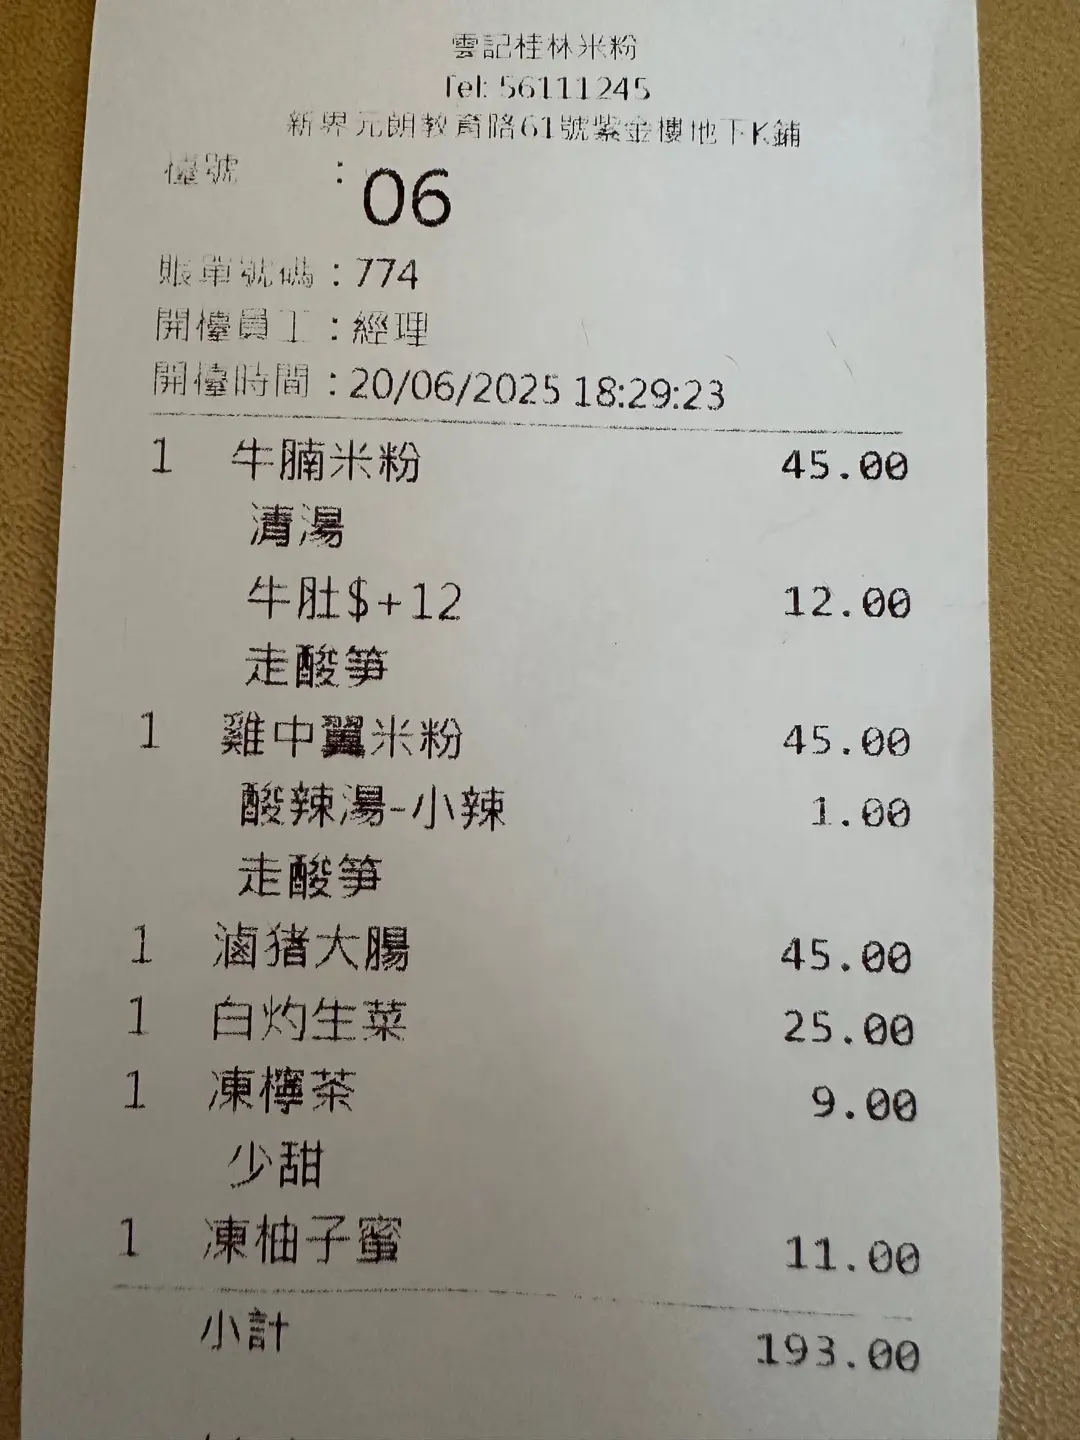 雲記桂林米粉
Tel: 56111245
新界元朗教育路61號紫金樓地下K鋪
檯號 : 06
賬單號碼 : 774
開檯員工 : 經理
開檯時間 : 20/06/2025 18:29:23
1 牛腩米粉 45.00
清湯
牛肚$+12 12.00
走酸筍
1 雞中翼米粉 45.00
酸辣湯-小辣 1.00
走酸筍
1 滷猪大腸 45.00
1 白灼生菜 25.00
1 凍檸茶 9.00
少甜
1 凍柚子蜜 11.00
小計 193.00